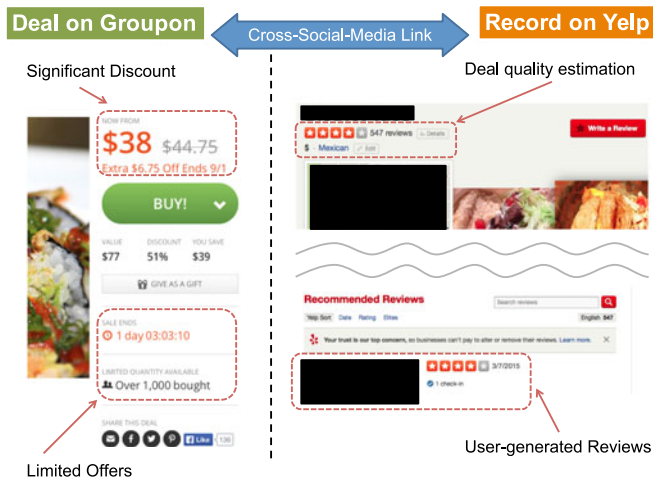 Deal on Groupon
Cross-Social-Media Link
Record on Yelp
Significant Discount
Deal quality estimation
NOW FROM
$38 $44.75
Extra $6.75 Off Ends 9/1
BUY!
VALUE DISCOUNT YOU SAVE
$77 51% $39
GIVE AS A GIFT
SALE ENDS
1 day 03:03:10
LIMITED QUANTITY AVAILABLE
Over 1,000 bought
SHARE THIS DEAL
Like 136
Limited Offers
547 reviews Details
Write a Review
$ · Mexican Edit
Recommended Reviews
Search reviews
Yelp Sort Date Rating Elites
English 547
Your trust is our top concern, so businesses can't pay to alter or remove their reviews. Learn more. ×
3/7/2015
1 check-in
User-generated Reviews